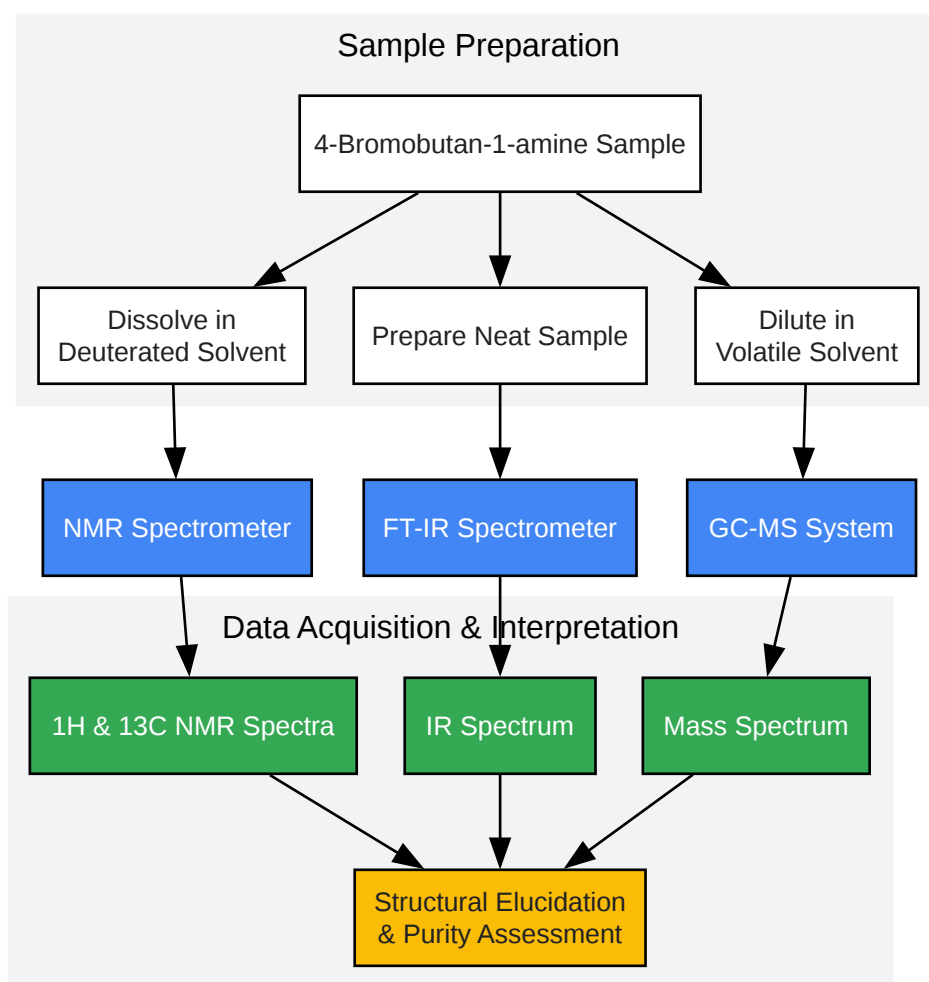 Sample Preparation
4-Bromobutan-1-amine Sample
Dissolve in
Deuterated Solvent
Prepare Neat Sample
Dilute in
Volatile Solvent
NMR Spectrometer
FT-IR Spectrometer
GC-MS System
Data Acquisition & Interpretation
1H & 13C NMR Spectra
IR Spectrum
Mass Spectrum
Structural Elucidation
& Purity Assessment